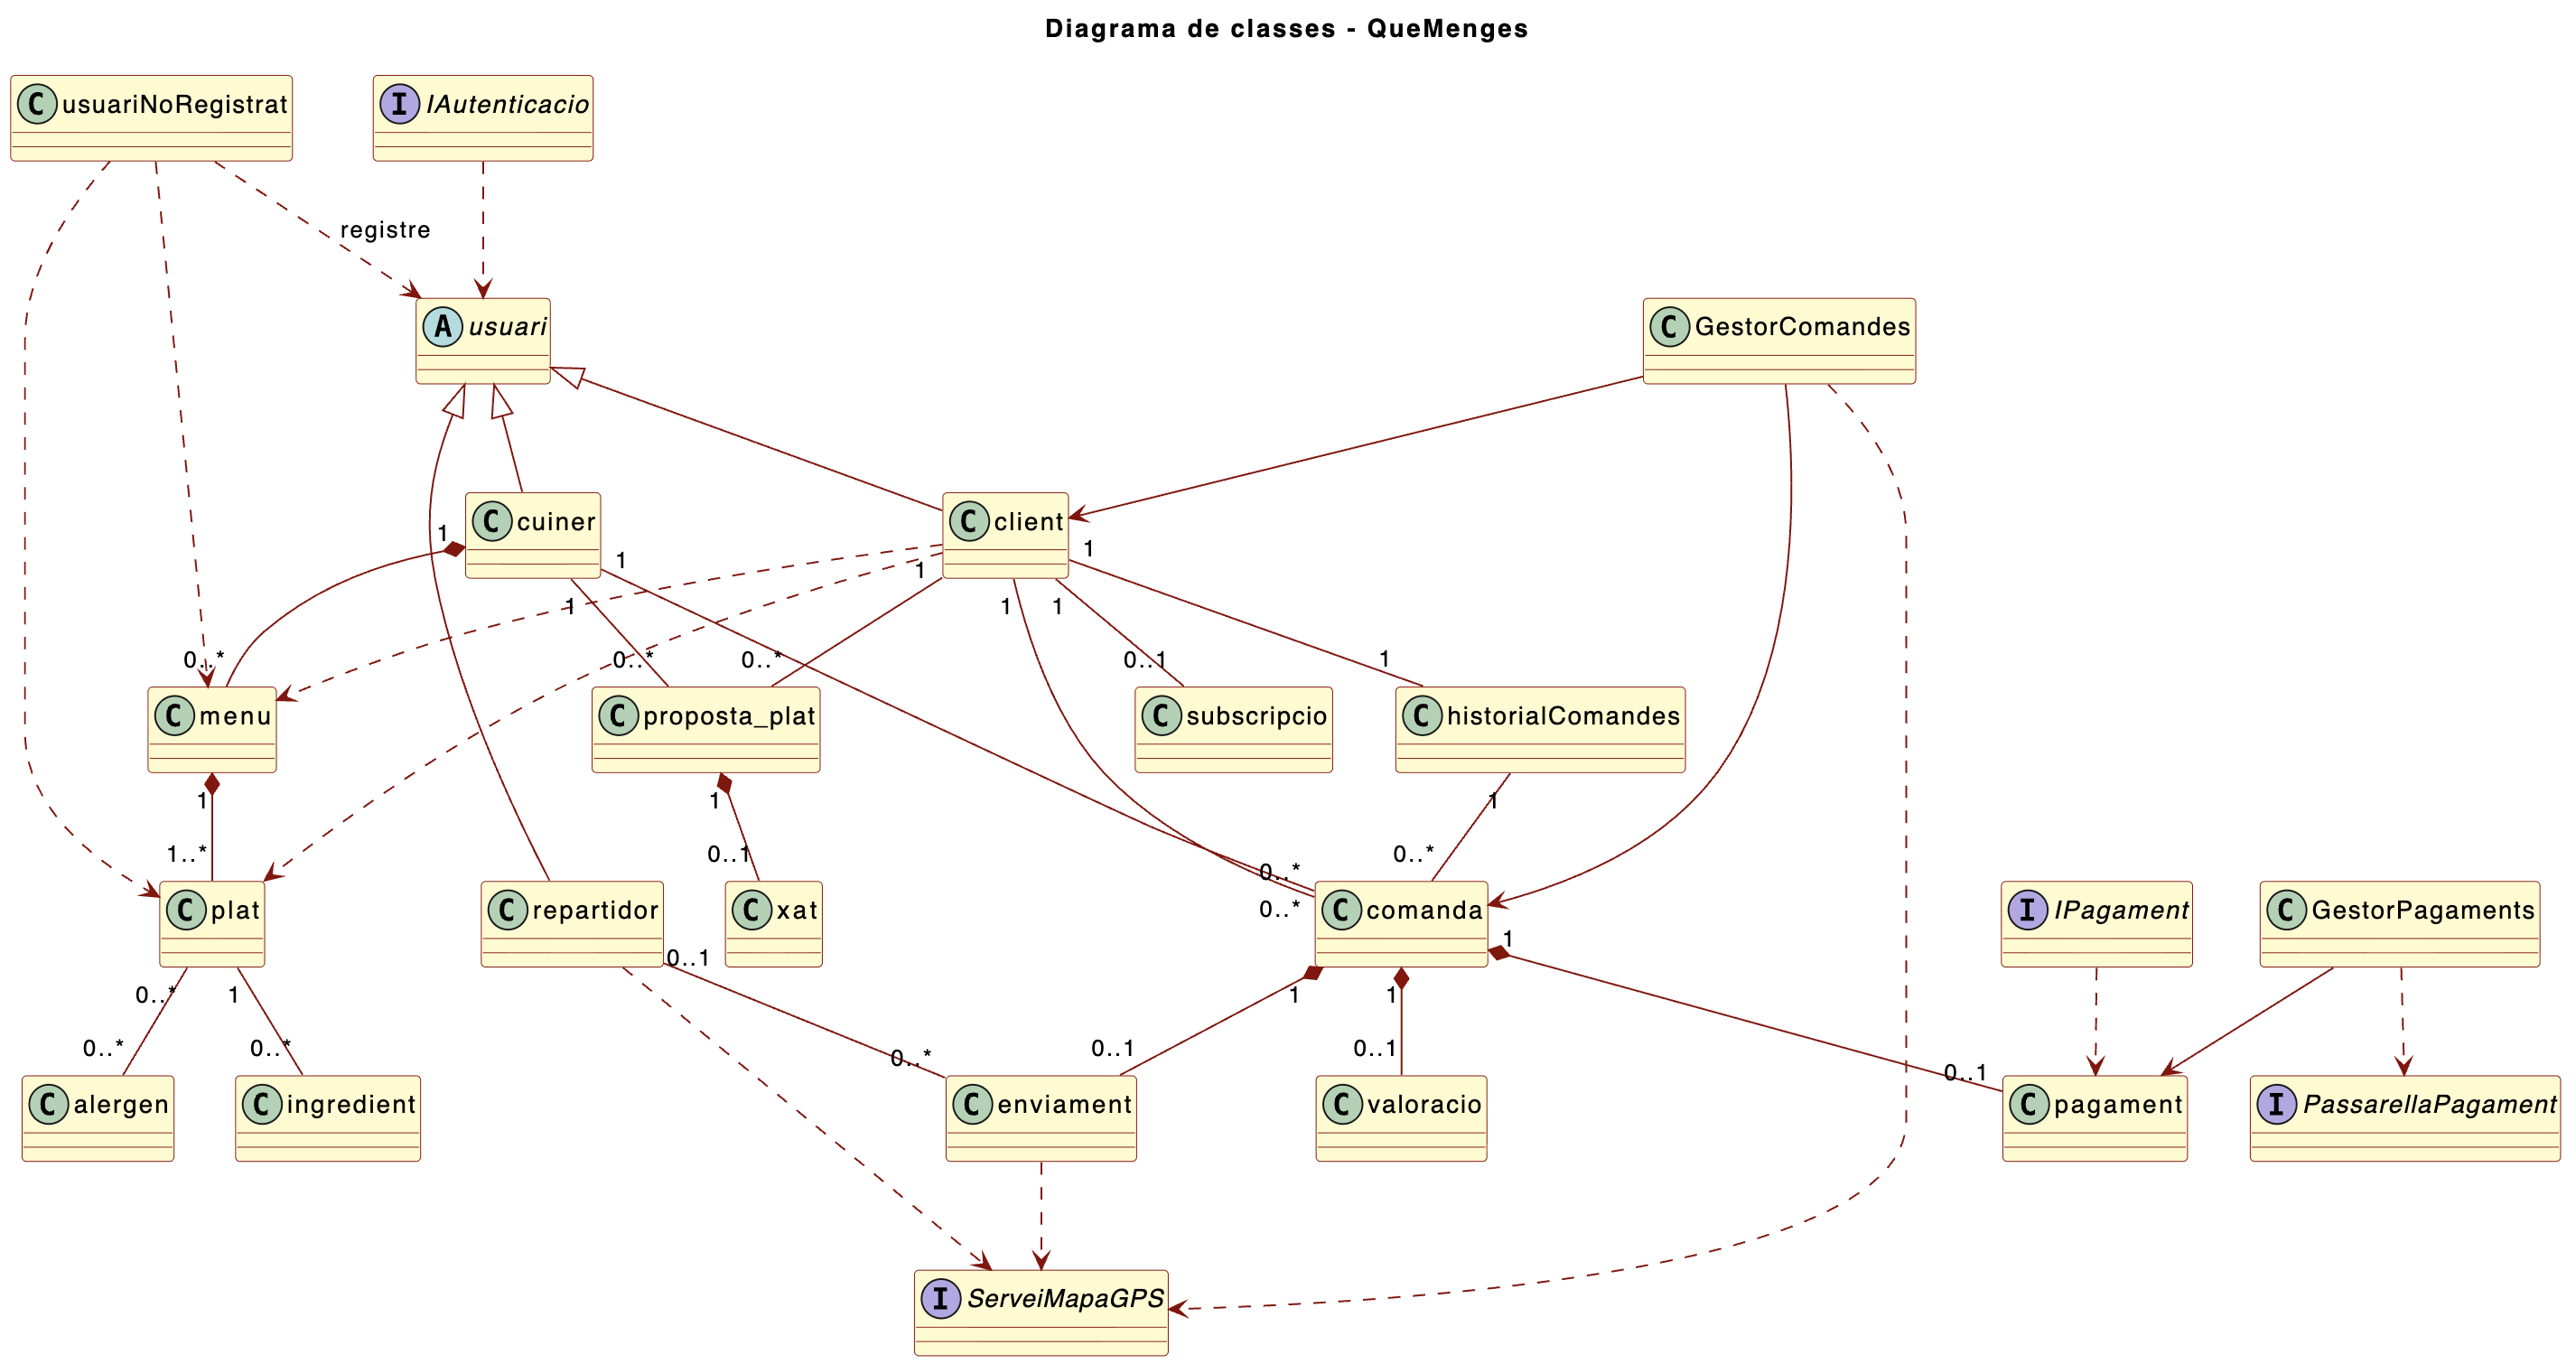 Diagrama de classes - QueMenges
C usuariNoRegistrat
I IAutenticacio
registre
A usuari
C GestorComandes
C cuiner
C client
1
1
1
1
1
1
1
0..*
0..*
0..*
0..1
1
C menu
C proposta_plat
C subscripcio
C historialComandes
1
1
1
1..*
0..1
0..*
0..*
0..*
C plat
C repartidor
C xat
C comanda
I IPagament
C GestorPagaments
0..1
1
0..*
1
1
1
0..*
0..*
0..*
0..1
0..1
0..1
C alergen
C ingredient
C enviament
C valoracio
C pagament
I PassarellaPagament
I ServeiMapaGPS